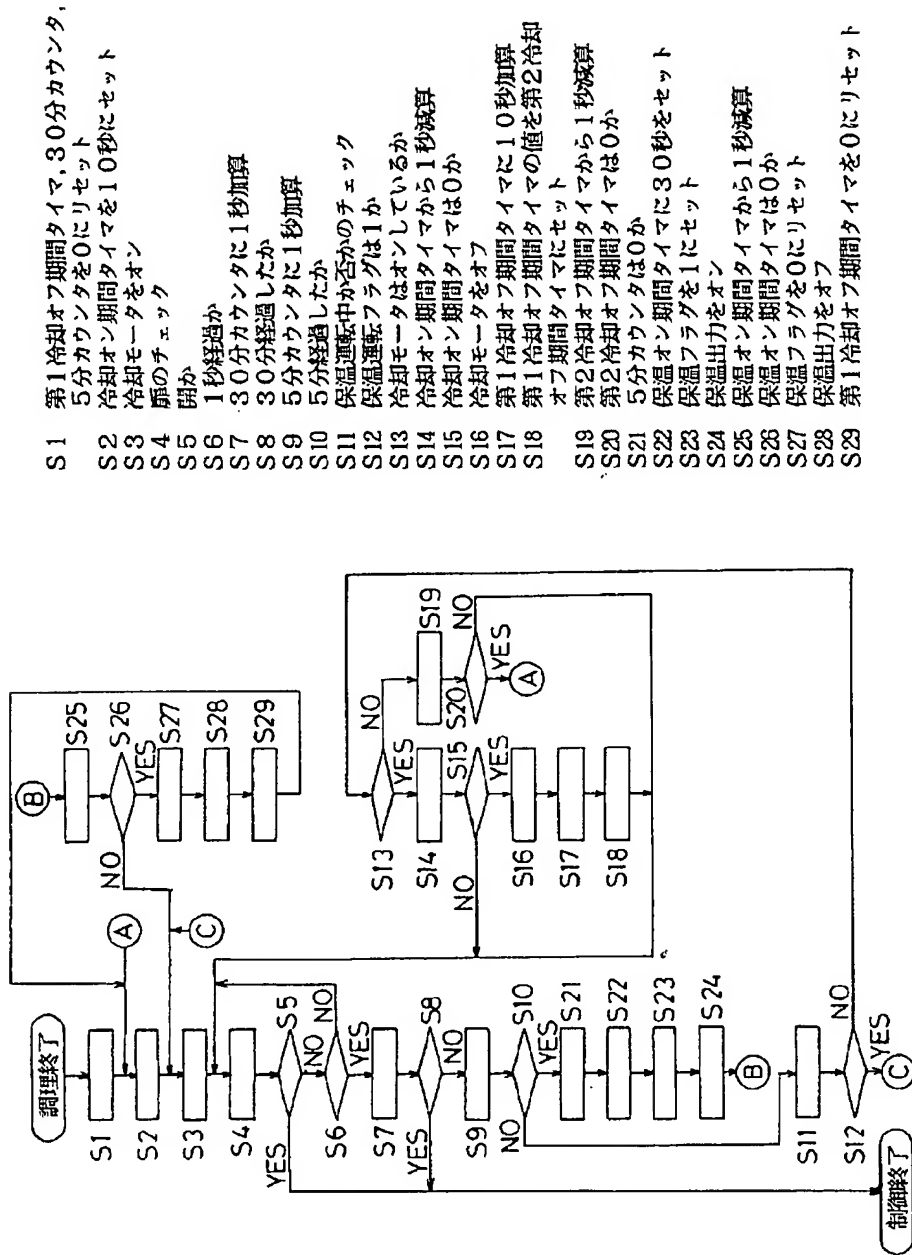 S1 第1冷却オフ期間タイマ,30分カウンタ,
5分カウンタを0にリセット
S2 冷却オン期間タイマを10秒にセット
S3 冷却モータをオン
S4 扉のチェック
S5 開か
S6 1秒経過か
S7 30分カウンタに1秒加算
S8 30分経過したか
S9 5分カウンタに1秒加算
S10 5分経過したか
S11 保温運転中か否かのチェック
S12 保温運転フラグは1か
S13 冷却モータはオンしているか
S14 冷却オン期間タイマから1秒減算
S15 冷却オン期間タイマは0か
S16 冷却モータをオフ
S17 第1冷却オフ期間タイマに10秒加算
S18 第1冷却オフ期間タイマの値を第2冷却
オフ期間タイマにセット
S19 第2冷却オフ期間タイマから1秒減算
S20 第2冷却オフ期間タイマは0か
S21 5分カウンタは0か
S22 保温オン期間タイマに30秒をセット
S23 保温フラグを1にセット
S24 保温出力をオン
S25 保温オン期間タイマから1秒減算
S26 保温オン期間タイマは0か
S27 保温フラグを0にリセット
S28 保温出力をオフ
S29 第1冷却オフ期間タイマを0にリセット
調理終了
S1
S2
S3
S4
S5
YES
NO
S6
NO
YES
S7
S8
YES
NO
S9
S10
NO
YES
S21
S22
S23
S24
B
S11
S12
NO
YES
C
制御終了
A
C
B
S25
S26
NO
YES
S27
S28
S29
S13
NO
YES
S14
S15
NO
YES
S16
S17
S18
S19
S20
NO
YES
A